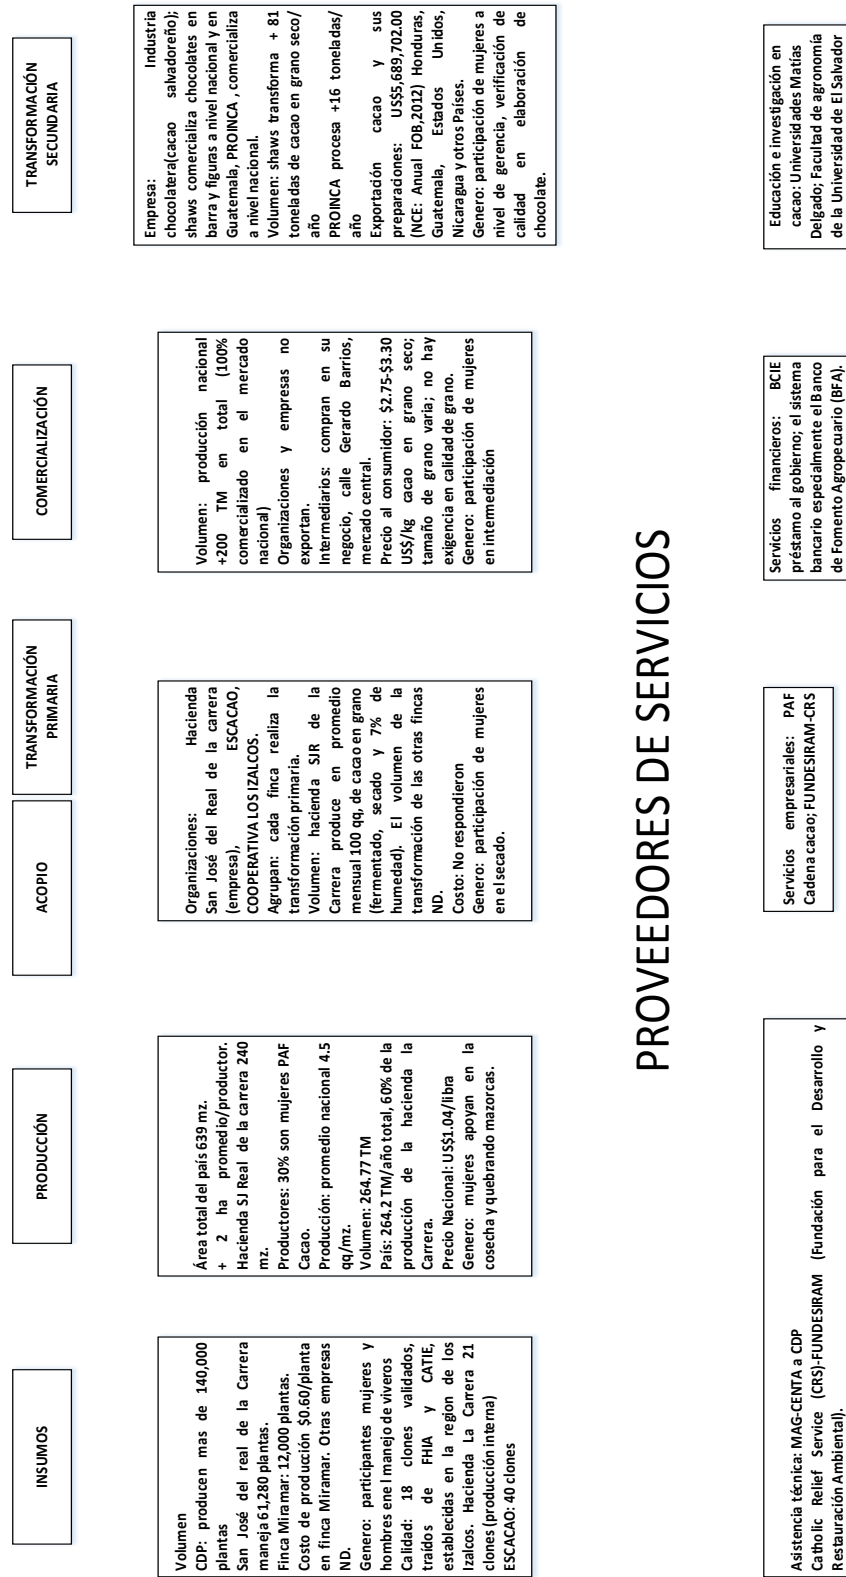 INSUMOS
PRODUCCIÓN
ACOPIO
TRANSFORMACIÓN
PRIMARIA
COMERCIALIZACIÓN
TRANSFORMACIÓN
SECUNDARIA
Volumen
CDP: producen mas de 140,000
plantas
San José del real de la Carrera
maneja 61,280 plantas.
Finca Miramar: 12,000 plantas.
Costo de producción $0.60/planta
en finca Miramar. Otras empresas
ND.
Genero: participantes mujeres y
hombres ene l manejo de viveros
Calidad: 18 clones validados,
traídos de FHIA y CATIE,
establecidas en la region de los
Izalcos. Hacienda La Carrera 21
clones (producción interna)
ESCACAO: 40 clones
Área total del país 639 mz.
+ 2 ha promedio/productor.
Hacienda SJ Real de la carrera 240
mz.
Productores: 30% son mujeres PAF
Cacao.
Producción: promedio nacional 4.5
qq/mz.
Volumen: 264.77 TM
País: 264.2 TM/año total, 60% de la
producción de la hacienda la
Carrera.
Precio Nacional: US$1.04/libra
Genero: mujeres apoyan en la
cosecha y quebrando mazorcas.
Organizaciones: Hacienda
San José del Real de la carrera
(empresa), ESCACAO,
COOPERATIVA LOS IZALCOS.
Agrupan: cada finca realiza la
transformación primaria.
Volumen: hacienda SJR de la
Carrera produce en promedio
mensual 100 qq, de cacao en grano
(fermentado, secado y 7% de
humedad). El volumen de la
transformación de las otras fincas
ND.
Costo: No respondieron
Genero: participación de mujeres
en el secado.
Volumen: producción nacional
+200 TM en total (100%
comercializado en el mercado
nacional)
Organizaciones y empresas no
exportan.
Intermediarios: compran en su
negocio, calle Gerardo Barrios,
mercado central.
Precio al consumidor: $2.75-$3.30
US$/kg cacao en grano seco;
tamaño de grano varia; no hay
exigencia en calidad de grano.
Genero: participación de mujeres
en intermediación
Empresa: Industria
chocolatera(cacao salvadoreño);
shaws comercializa chocolates en
barra y figuras a nivel nacional y en
Guatemala, PROINCA , comercializa
a nivel nacional.
Volumen: shaws transforma + 81
toneladas de cacao en grano seco/
año
PROINCA procesa +16 toneladas/
año
Exportación cacao y sus
preparaciones: US$5,689,702.00
(NCE: Anual FOB,2012) Honduras,
Guatemala, Estados Unidos,
Nicaragua y otros Países.
Genero: participación de mujeres a
nivel de gerencia, verificación de
calidad en elaboración de
chocolate.
PROVEEDORES DE SERVICIOS
Asistencia técnica: MAG-CENTA a CDP
Catholic Relief Service (CRS)-FUNDESIRAM (Fundación para el Desarrollo y
Restauración Ambiental).
Servicios empresariales: PAF
Cadena cacao; FUNDESIRAM-CRS
Servicios financieros: BCIE
préstamo al gobierno; el sistema
bancario espedalmente el Banco
de Fomento Agropecuario (BFA).
Educación e investigación en
cacao: Universidades Matías
Delgado; Facultad de agronomía
de la Universidad de El Salvador